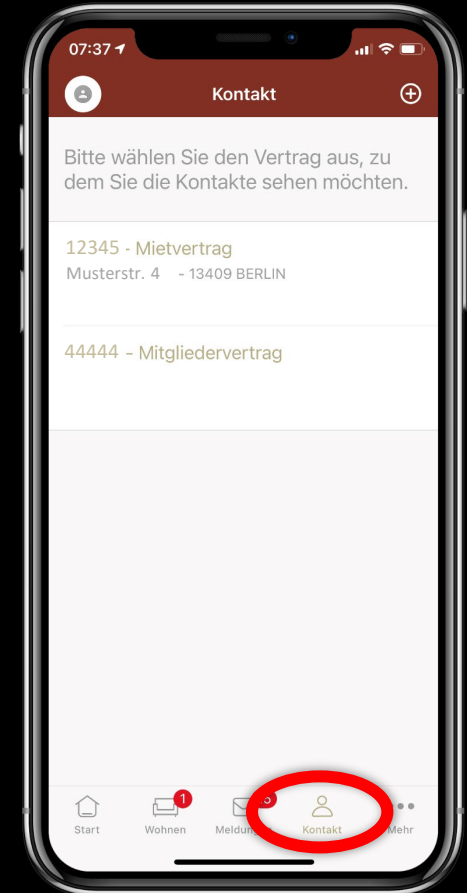 07:37
Kontakt
Bitte wählen Sie den Vertrag aus, zu
dem Sie die Kontakte sehen möchten.
12345 - Mietvertrag
Musterstr. 4 - 13409 BERLIN
44444 - Mitgliedervertrag
1
Start Wohnen Kontakt Mehr